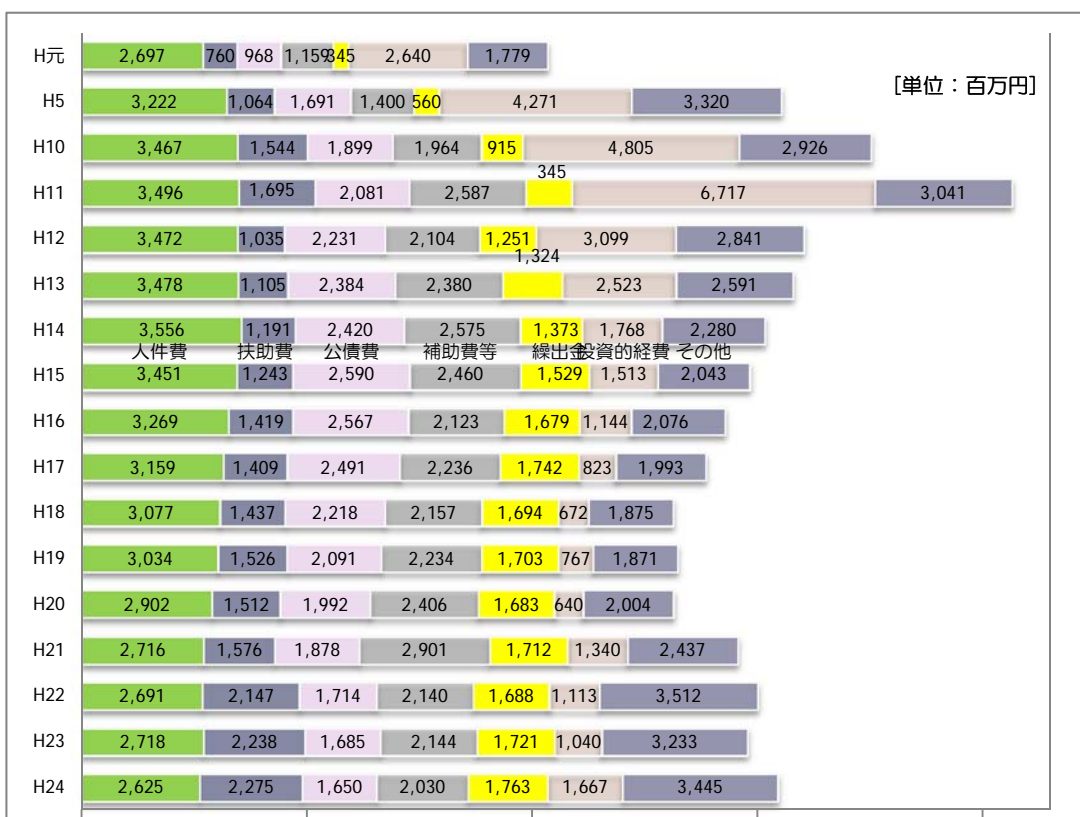 H元 2,697 760 968 1,159 345 2,640 1,779
[単位：百万円]
H5 3,222 1,064 1,691 1,400 560 4,271 3,320
H10 3,467 1,544 1,899 1,964 915 4,805 2,926
345
H11 3,496 1,695 2,081 2,587 6,717 3,041
H12 3,472 1,035 2,231 2,104 1,251 3,099 2,841
1,324
H13 3,478 1,105 2,384 2,380 2,523 2,591
H14 3,556 1,191 2,420 2,575 1,373 1,768 2,280
人件費 扶助費 公債費 補助費等 繰出金 投資的経費 その他
H15 3,451 1,243 2,590 2,460 1,529 1,513 2,043
H16 3,269 1,419 2,567 2,123 1,679 1,144 2,076
H17 3,159 1,409 2,491 2,236 1,742 823 1,993
H18 3,077 1,437 2,218 2,157 1,694 672 1,875
H19 3,034 1,526 2,091 2,234 1,703 767 1,871
H20 2,902 1,512 1,992 2,406 1,683 640 2,004
H21 2,716 1,576 1,878 2,901 1,712 1,340 2,437
H22 2,691 2,147 1,714 2,140 1,688 1,113 3,512
H23 2,718 2,238 1,685 2,144 1,721 1,040 3,233
H24 2,625 2,275 1,650 2,030 1,763 1,667 3,445